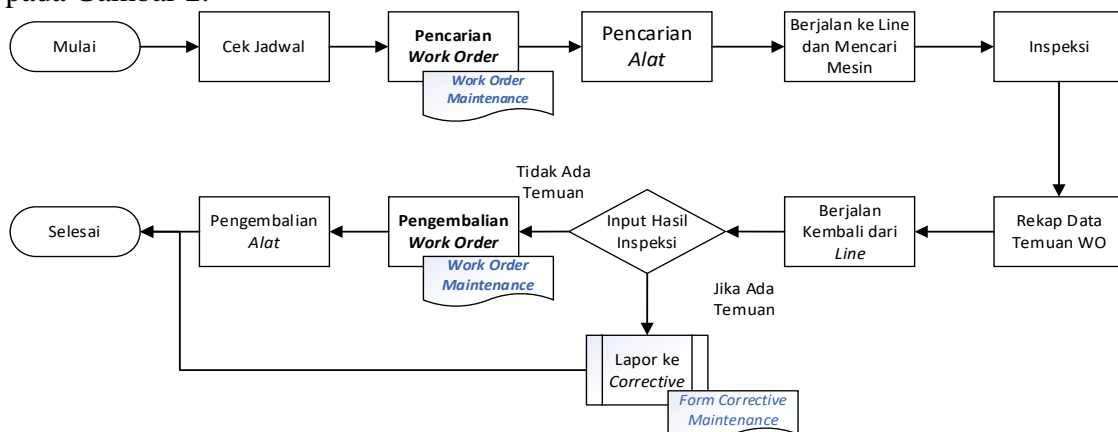 pada Gambar 2.
Mulai
Cek Jadwal
Pencarian
Work Order
Work Order
Maintenance
Pencarian
Alat
Berjalan ke Line
dan Mencari
Mesin
Inspeksi
Selesai
Pengembalian
Alat
Pengembalian
Work Order
Work Order
Maintenance
Tidak Ada
Temuan
Input Hasil
Inspeksi
Berjalan
Kembali dari
Line
Rekap Data
Temuan WO
Jika Ada
Temuan
Lapor ke
Corrective
Form Corrective
Maintenance